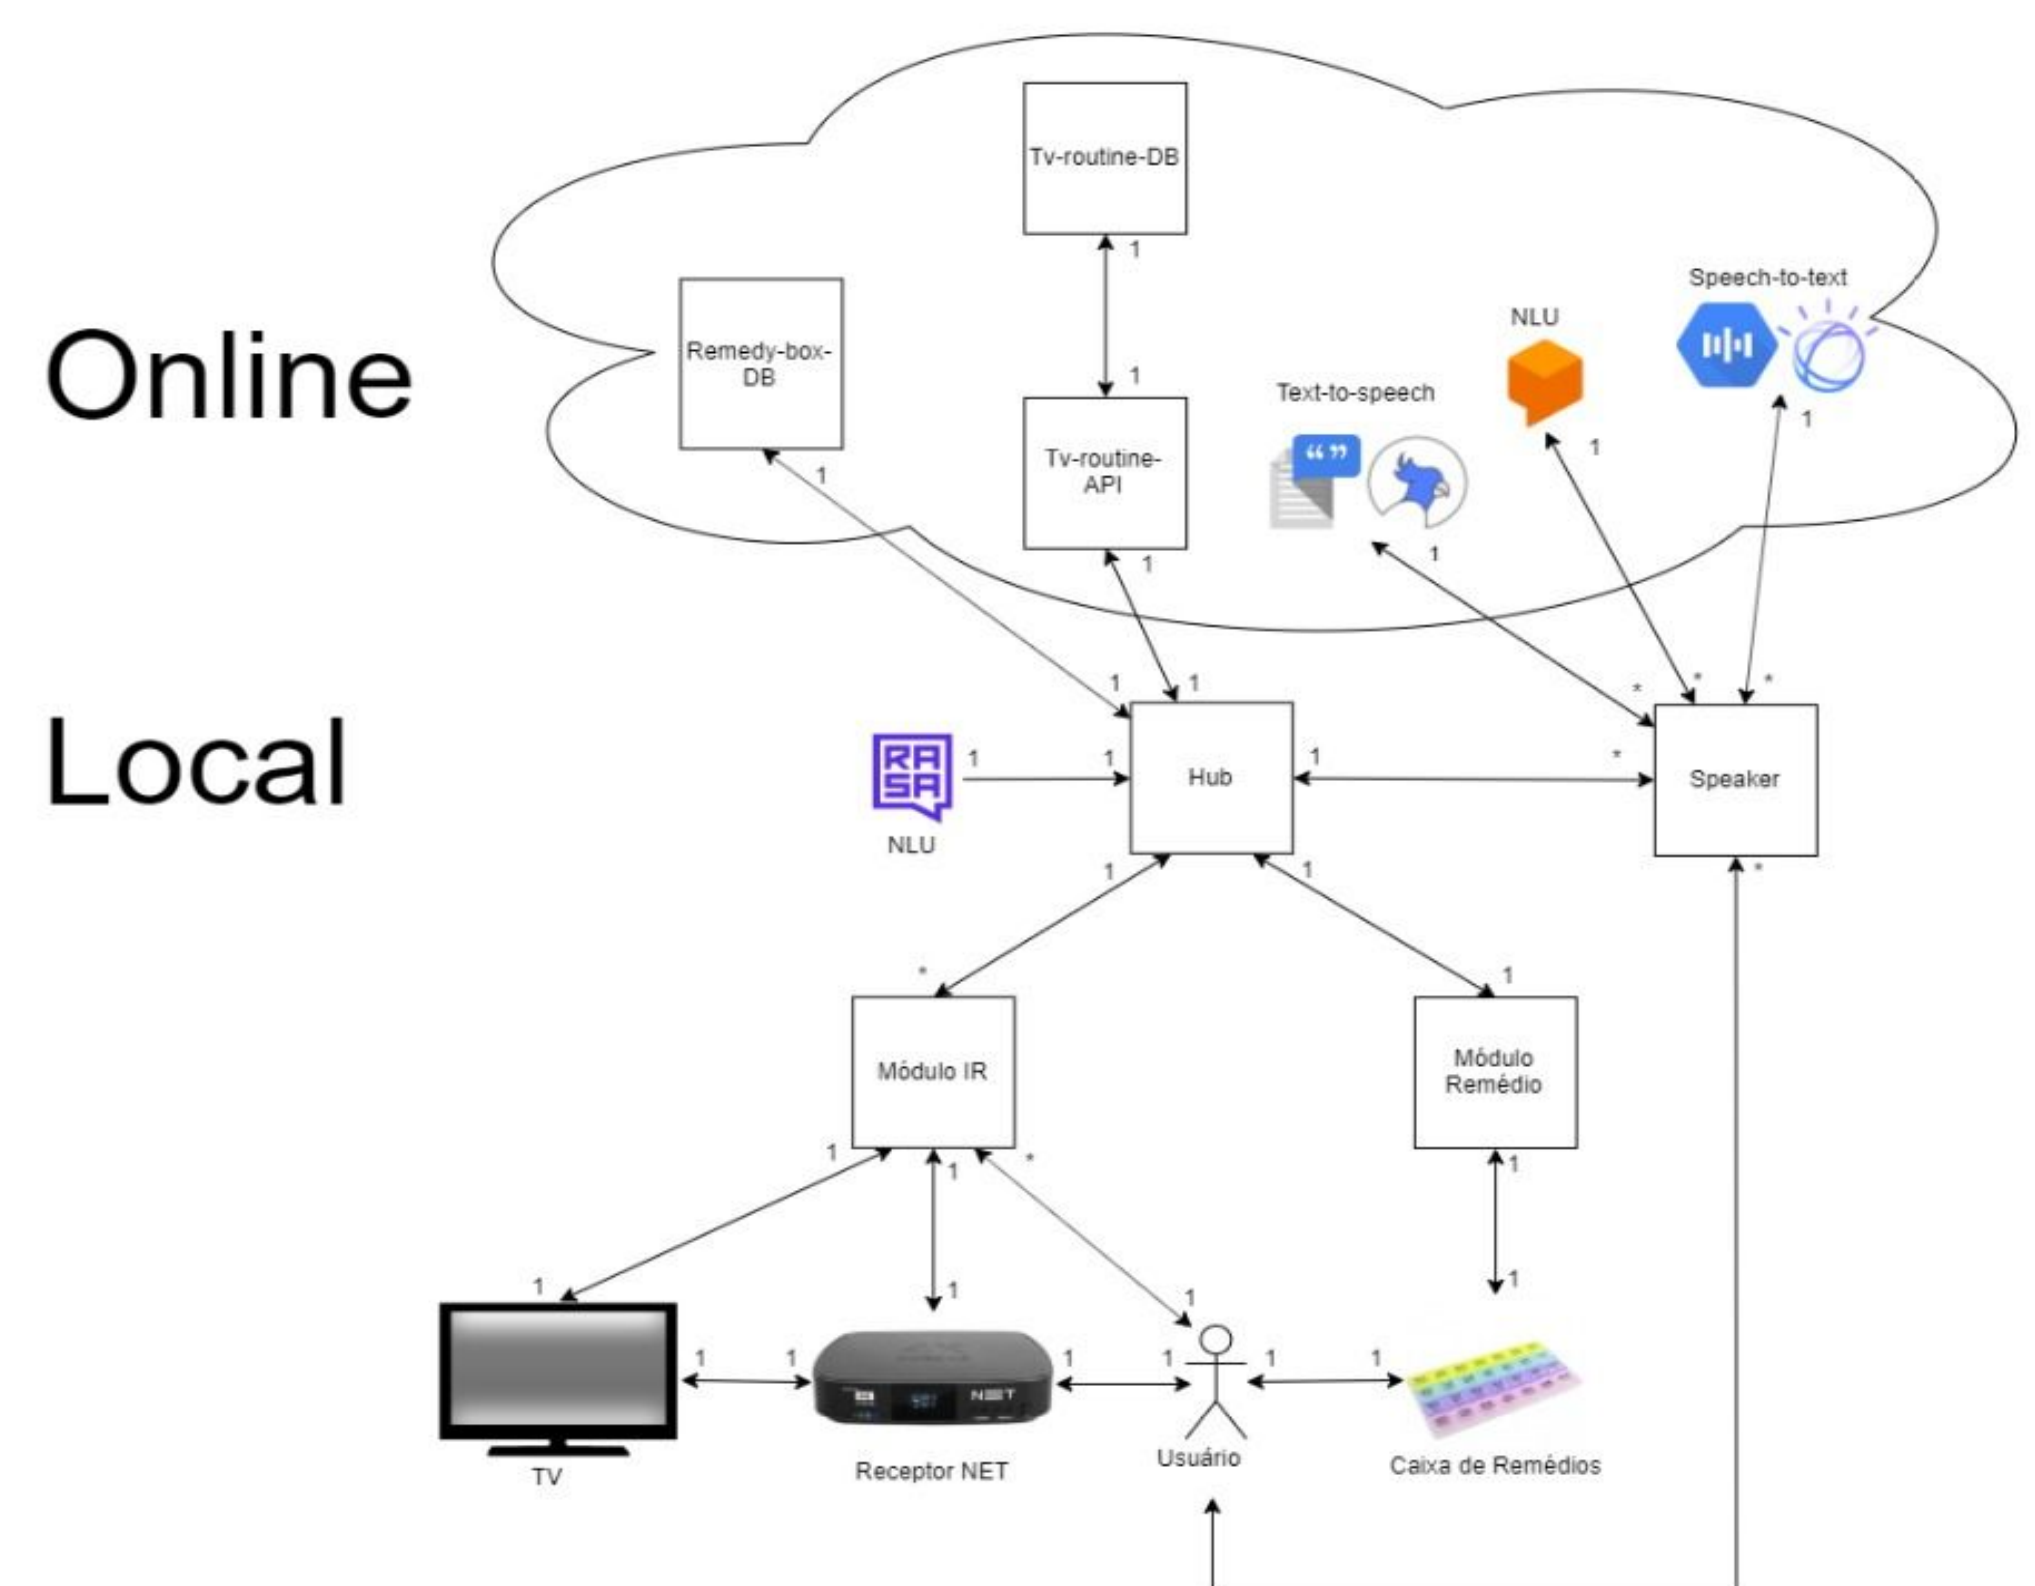 Tv-routine-DB
1
Speech-to-text
NLU
Online
Remedy-box-
DB
1
Text-to-speech
1
1
Tv-routine-
API
“ ”
1
1
1
Local
1
1
*
*
*
RASA
1
1
Hub
1
*
Speaker
NLU
1
1
*
*
1
Módulo IR
Módulo
Remédio
1
1
*
1
1
1
1
1
1
1
1
1
1
1
NET
TV
Receptor NET
Usuário
Caixa de Remédios